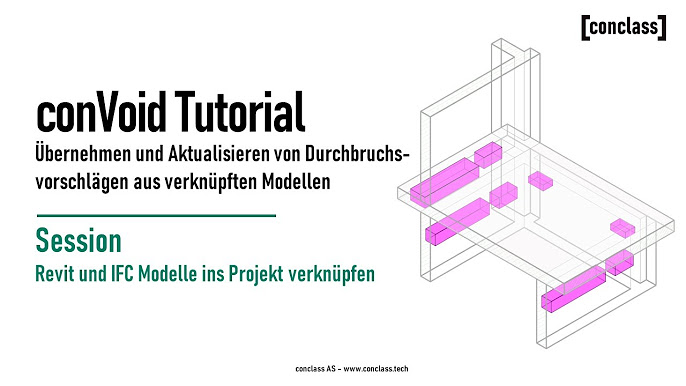 [conclass]
conVoid Tutorial
Übernehmen und Aktualisieren von Durchbruchs-
vorschlägen aus verknüpften Modellen
Session
Revit und IFC Modelle ins Projekt verknüpfen
conclass AS - www.conclass.tech